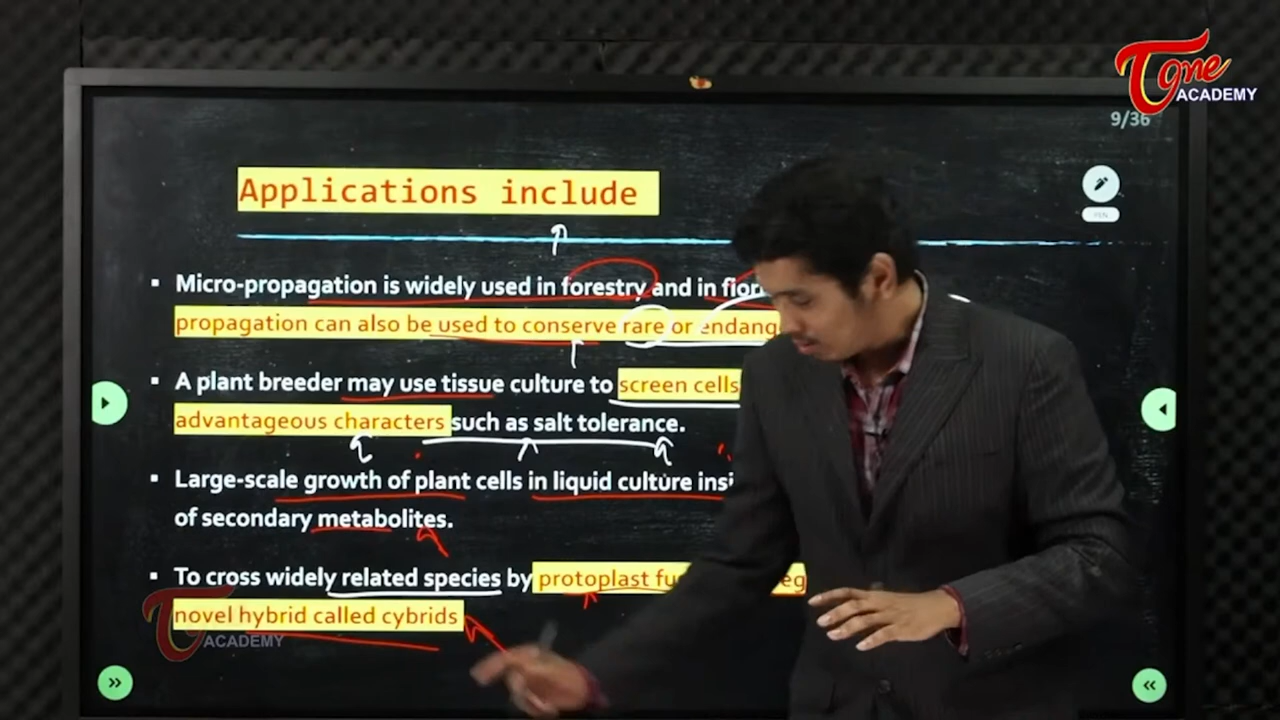 Tone
ACADEMY
9/36
Applications include
PEN
▪ Micro-propagation is widely used in forestry and in
propagation can also be used to conserve rare or
▪ A plant breeder may use tissue culture to screen cells
advantageous characters such as salt tolerance.
▪ Large-scale growth of plant cells in liquid culture
of secondary metabolites.
▪ To cross widely related species by protoplast
novel hybrid called cybrids
Tone
ACADEMY